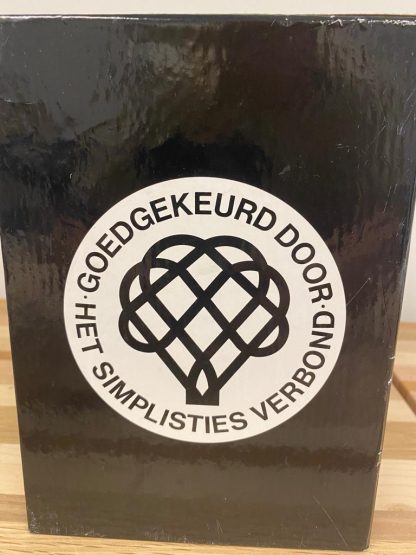 · GOEDGEKEURD DOOR ·
HET SIMPLISTIES VERBOND